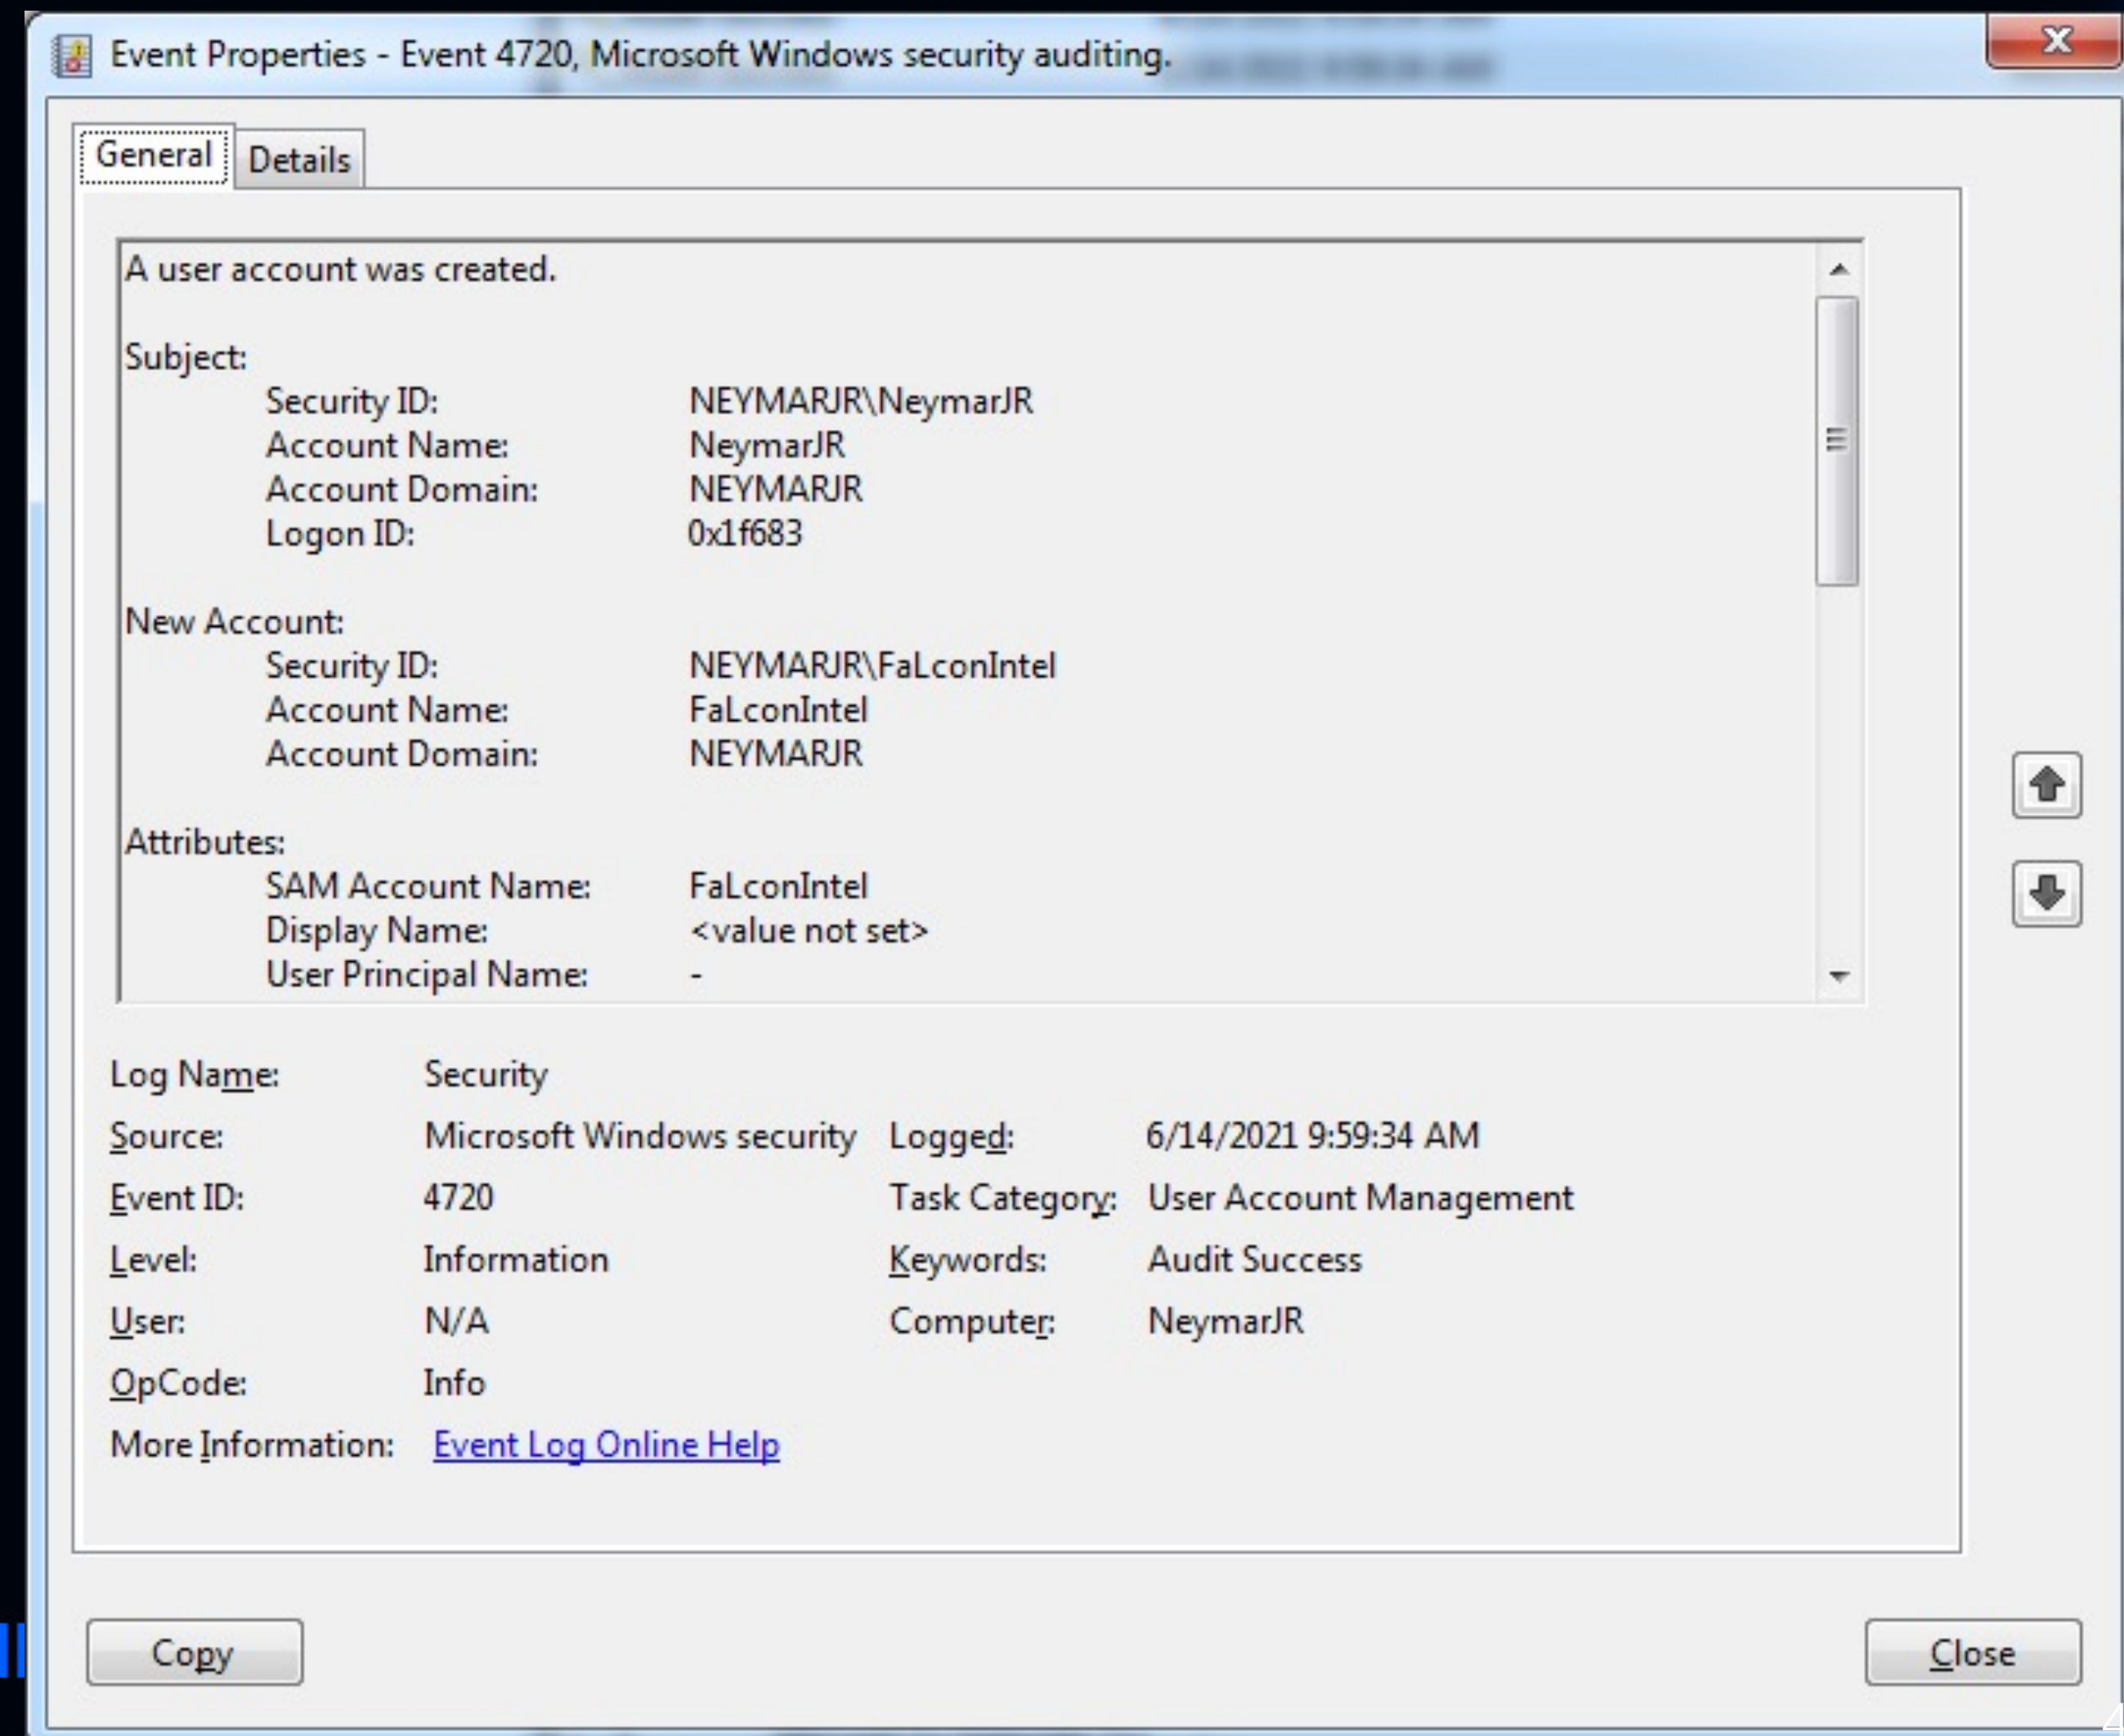 Event Properties - Event 4720, Microsoft Windows security auditing.
General Details
A user account was created.
Subject:
Security ID: NEYMARJR\NeymarJR
Account Name: NeymarJR
Account Domain: NEYMARJR
Logon ID: 0x1f683
New Account:
Security ID: NEYMARJR\FaLconIntel
Account Name: FaLconIntel
Account Domain: NEYMARJR
Attributes:
SAM Account Name: FaLconIntel
Display Name: <value not set>
User Principal Name: -
Log Name: Security
Source: Microsoft Windows security Logged: 6/14/2021 9:59:34 AM
Event ID: 4720 Task Category: User Account Management
Level: Information Keywords: Audit Success
User: N/A Computer: NeymarJR
OpCode: Info
More Information: Event Log Online Help
Copy Close